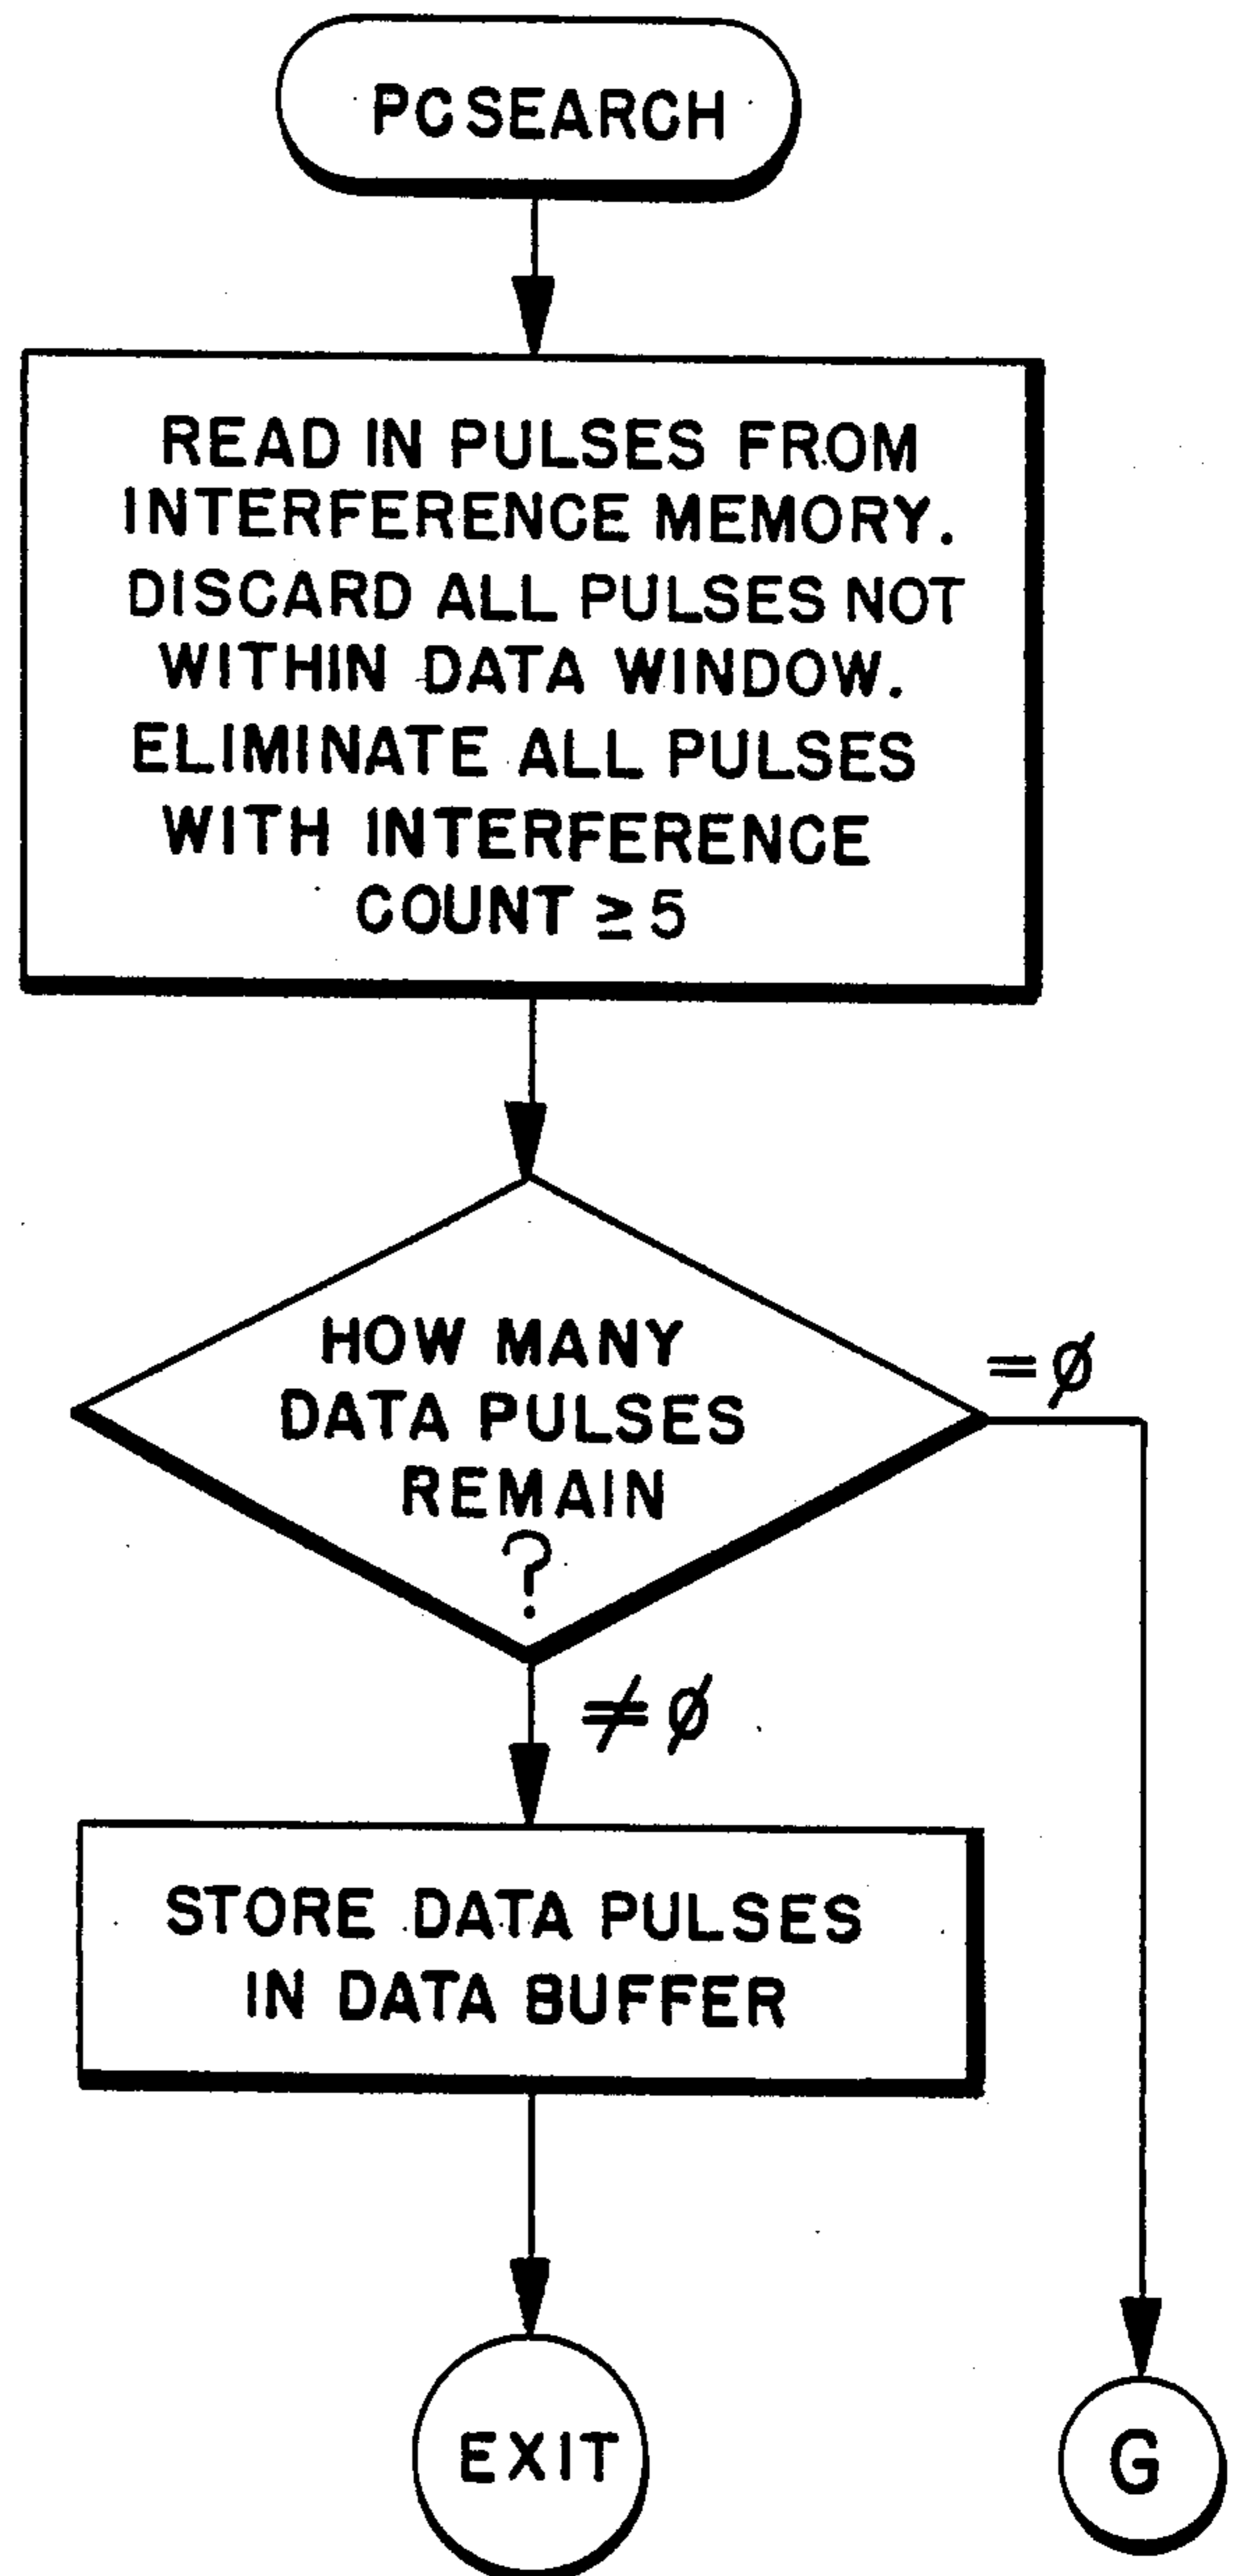 PCSEARCH
READ IN PULSES FROM
INTERFERENCE MEMORY.
DISCARD ALL PULSES NOT
WITHIN DATA WINDOW.
ELIMINATE ALL PULSES
WITH INTERFERENCE
COUNT ≥ 5
HOW MANY
DATA PULSES
REMAIN
?
=Ø
≠Ø
STORE DATA PULSES
IN DATA BUFFER
EXIT
G